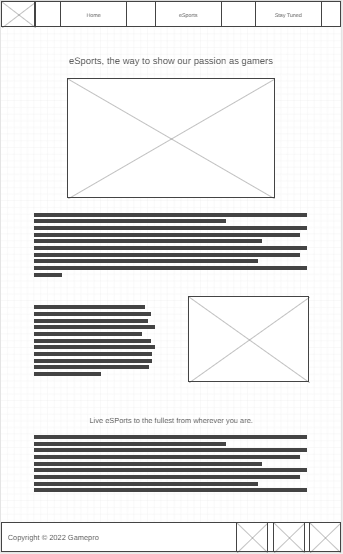 Home
eSports
Stay Tuned
eSports, the way to show our passion as gamers
Live eSPorts to the fullest from wherever you are.
Copyright © 2022 Gamepro